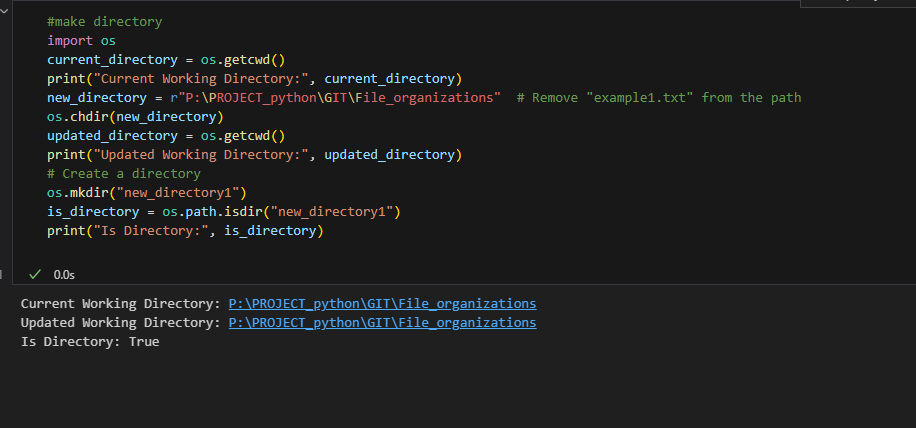 #make directory
import os
current_directory = os.getcwd()
print("Current Working Directory:", current_directory)
new_directory = r"P:\PROJECT_python\GIT\File_organizations"  # Remove "example1.txt" from the path
os.chdir(new_directory)
updated_directory = os.getcwd()
print("Updated Working Directory:", updated_directory)
# Create a directory
os.mkdir("new_directory1")
is_directory = os.path.isdir("new_directory1")
print("Is Directory:", is_directory)
0.0s
Current Working Directory: P:\PROJECT_python\GIT\File_organizations
Updated Working Directory: P:\PROJECT_python\GIT\File_organizations
Is Directory: True